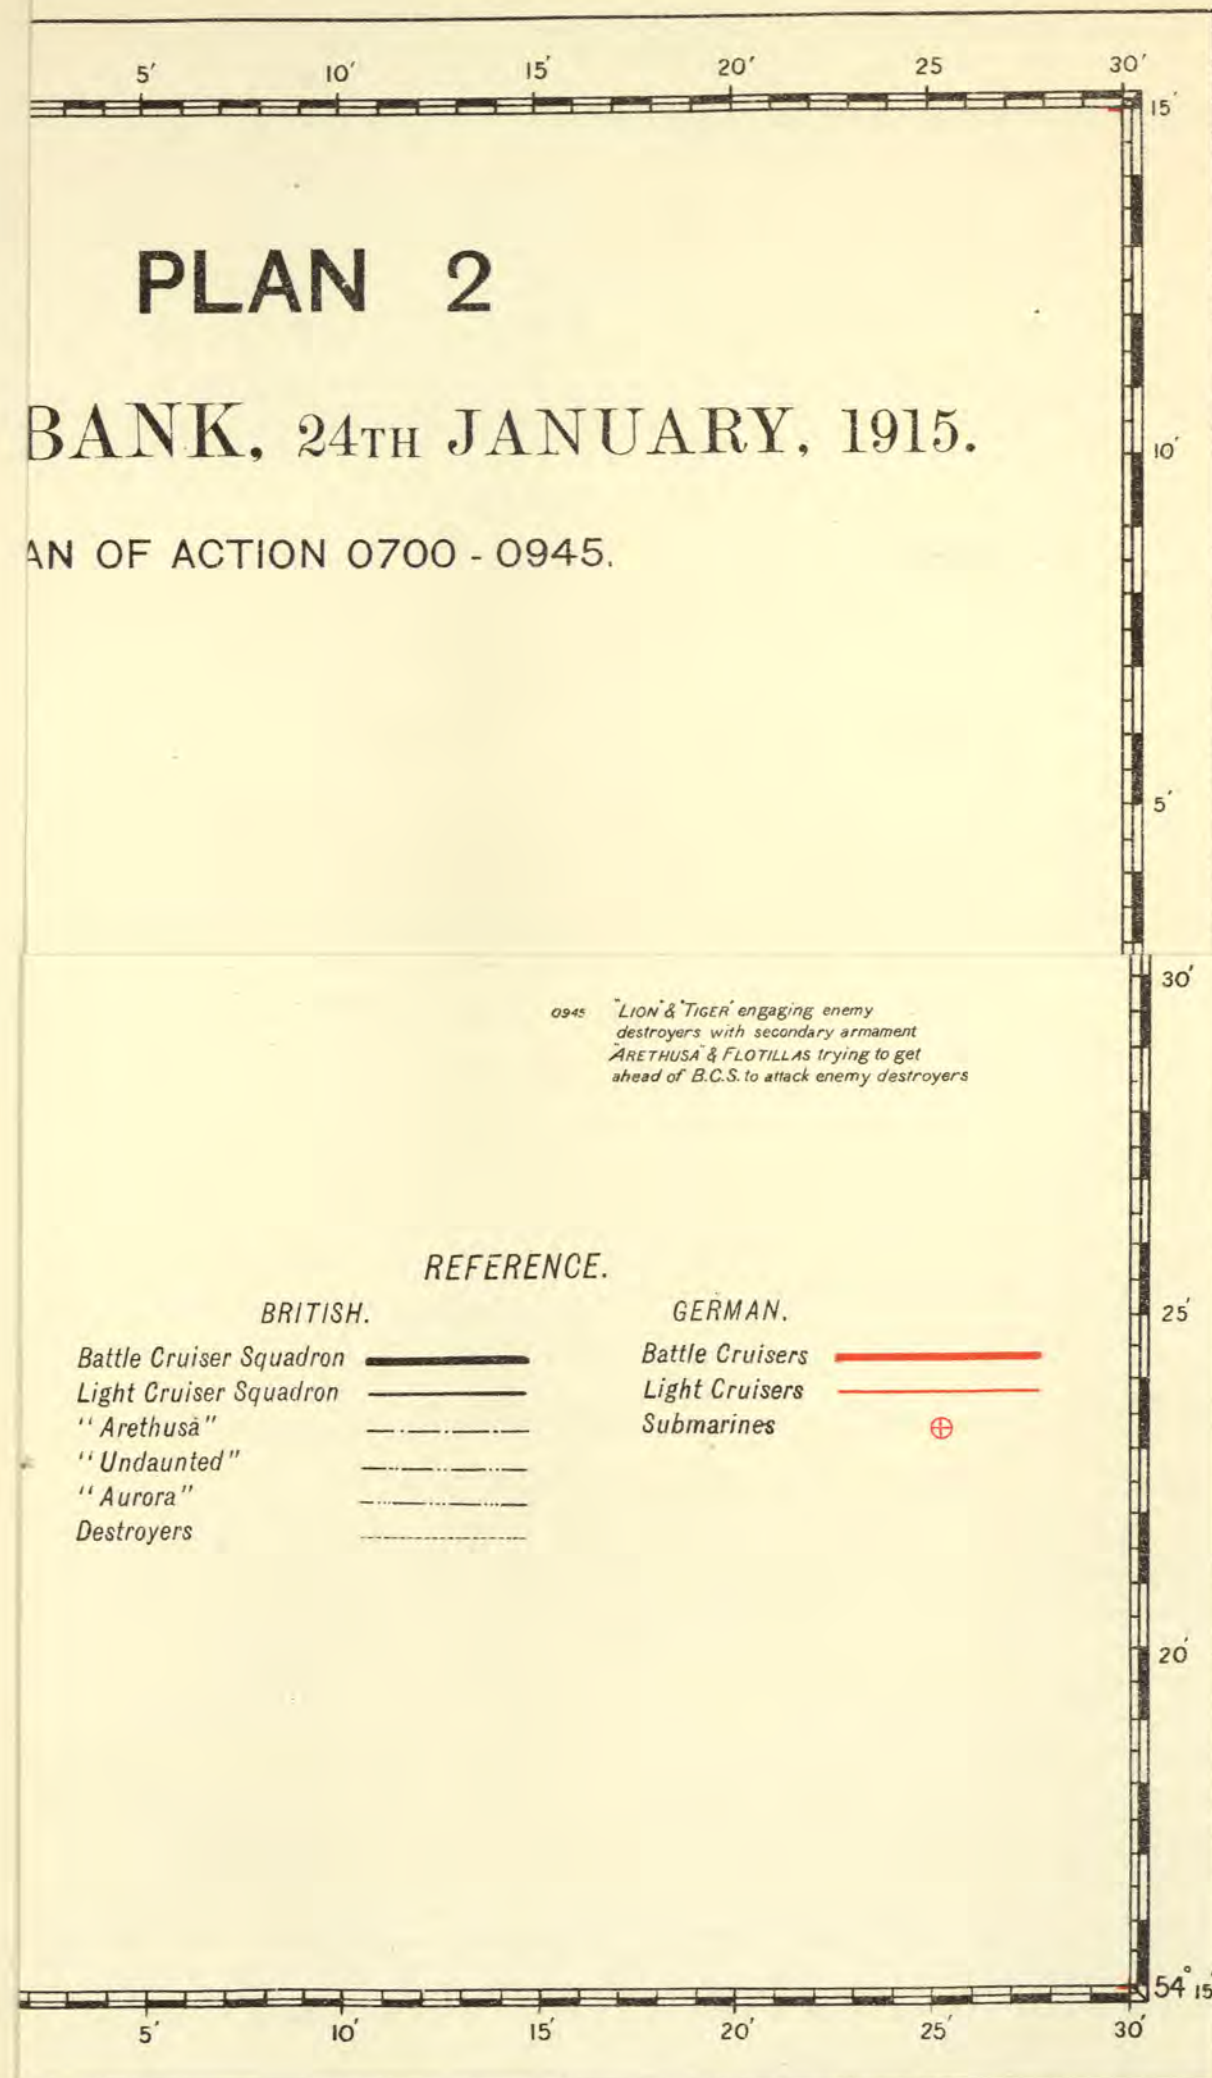 5′ 10′ 15′ 20′ 25 30′
15′
PLAN 2
BANK, 24TH JANUARY, 1915.
10′
AN OF ACTION 0700 - 0945.
5′
30′
0945 "LION" & "TIGER" engaging enemy
destroyers with secondary armament
"ARETHUSA" & FLOTILLAS trying to get
ahead of B.C.S. to attack enemy destroyers
REFERENCE.
BRITISH.
Battle Cruiser Squadron
Light Cruiser Squadron
"Arethusa"
"Undaunted"
"Aurora"
Destroyers
GERMAN.
Battle Cruisers
Light Cruisers
Submarines
25′
20′
54° 15
5′ 10′ 15′ 20′ 25′ 30′